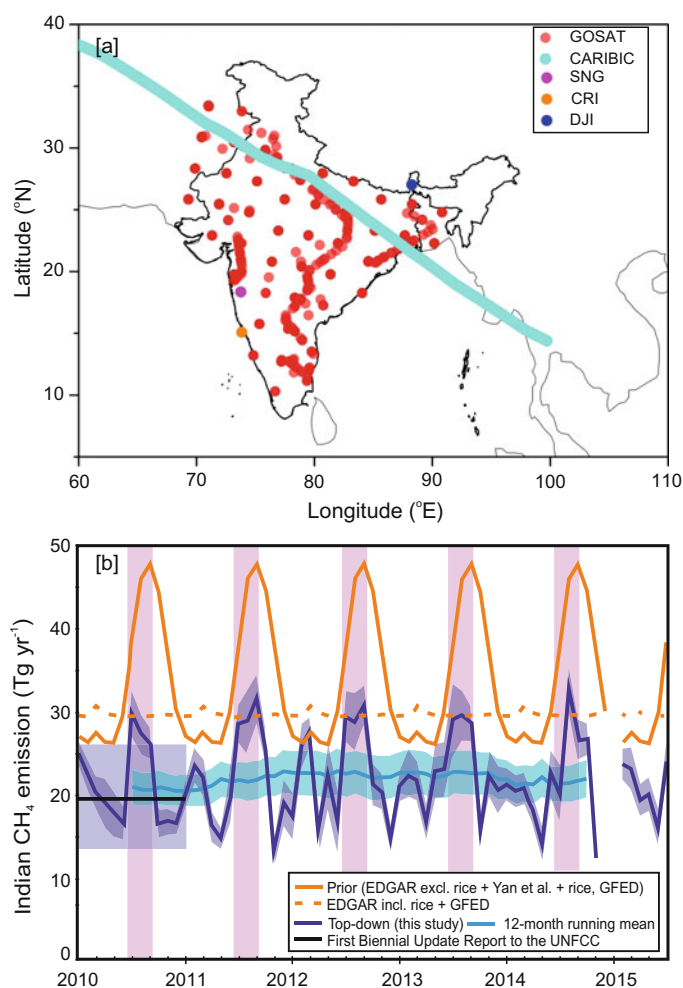 [a]
GOSAT
CARIBIC
SNG
CRI
DJI
40
30
20
10
Latitude (°N)
60 70 80 90 100 110
Longitude (°E)
[b]
50
40
30
20
10
0
Indian CH4 emission (Tg yr-1)
Prior (EDGAR excl. rice + Yan et al. + rice, GFED)
EDGAR incl. rice + GFED
Top-down (this study) 12-month running mean
First Biennial Update Report to the UNFCC
2010 2011 2012 2013 2014 2015